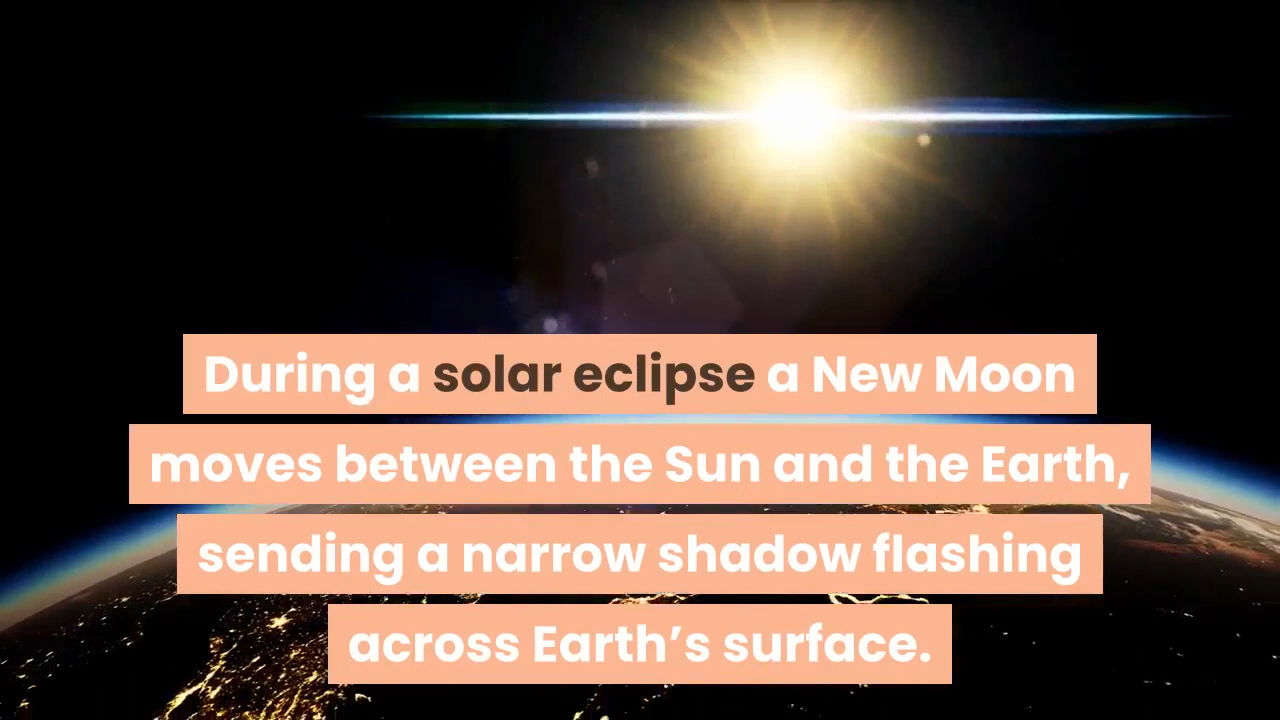 During a solar eclipse a New Moon
moves between the Sun and the Earth,
sending a narrow shadow flashing
across Earth’s surface.